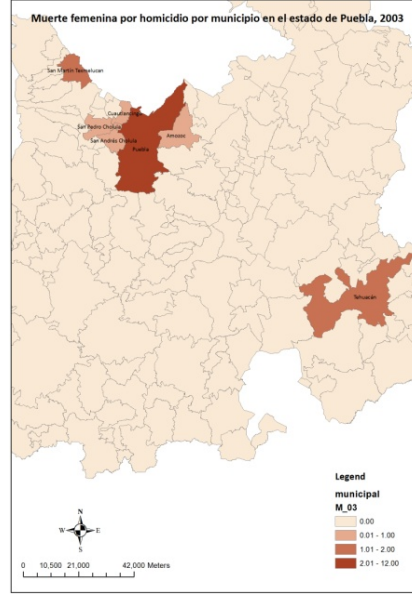 Muerte femenina por homicidio por municipio en el estado de Puebla, 2003
San Martín Texmelucan
Cuautlancingo
San Pedro Cholula
Amozoc
San Andrés Cholula
Puebla
Tehuacán
Legend
municipal
M_03
0.00
0.01 - 1.00
1.01 - 2.00
2.01 - 12.00
N
W E
S
0 10,500 21,000 42,000 Meters